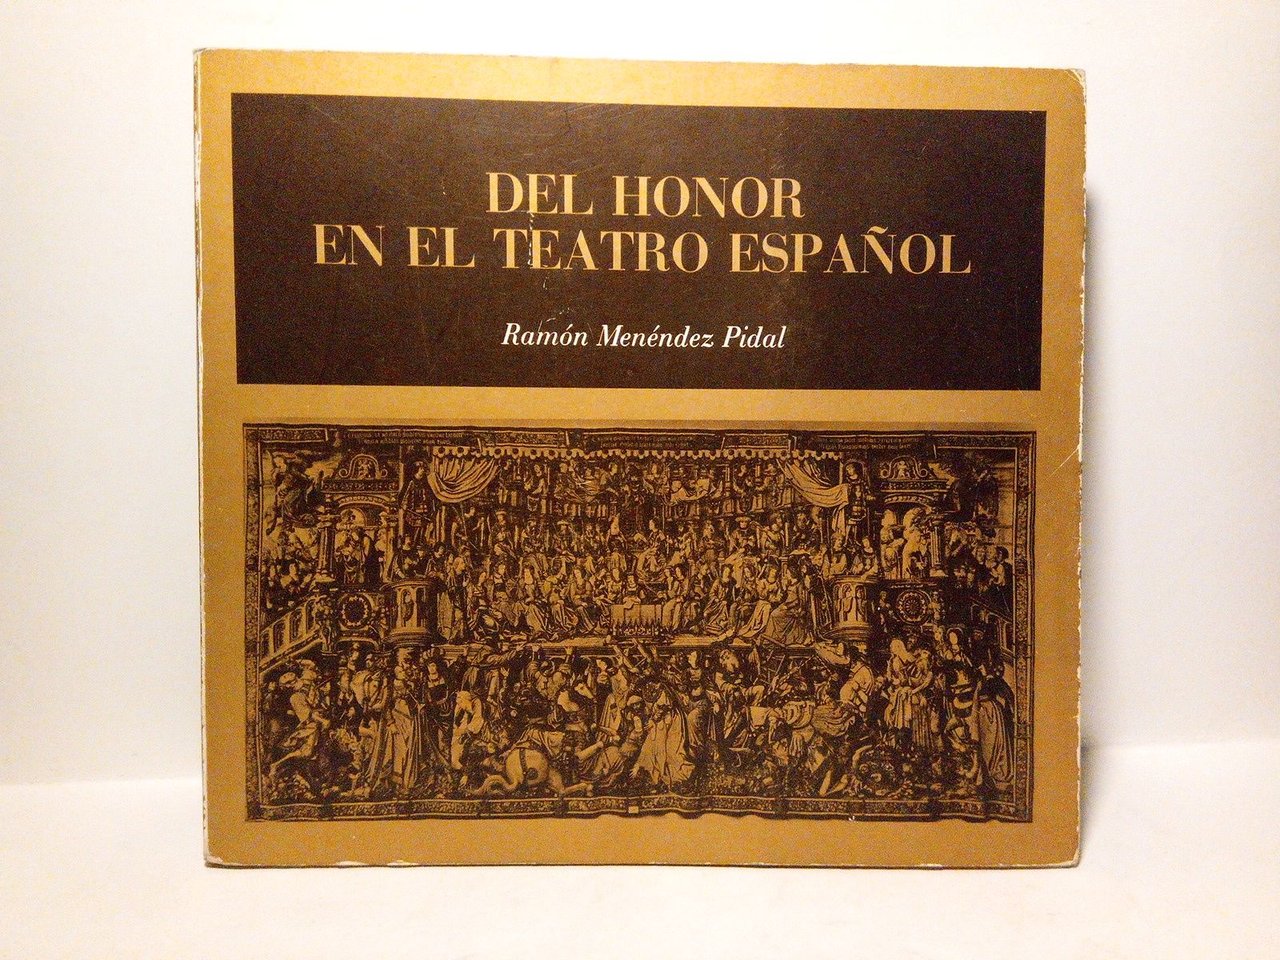 DEL HONOR
EN EL TEATRO ESPAÑOL
Ramón Menéndez Pidal